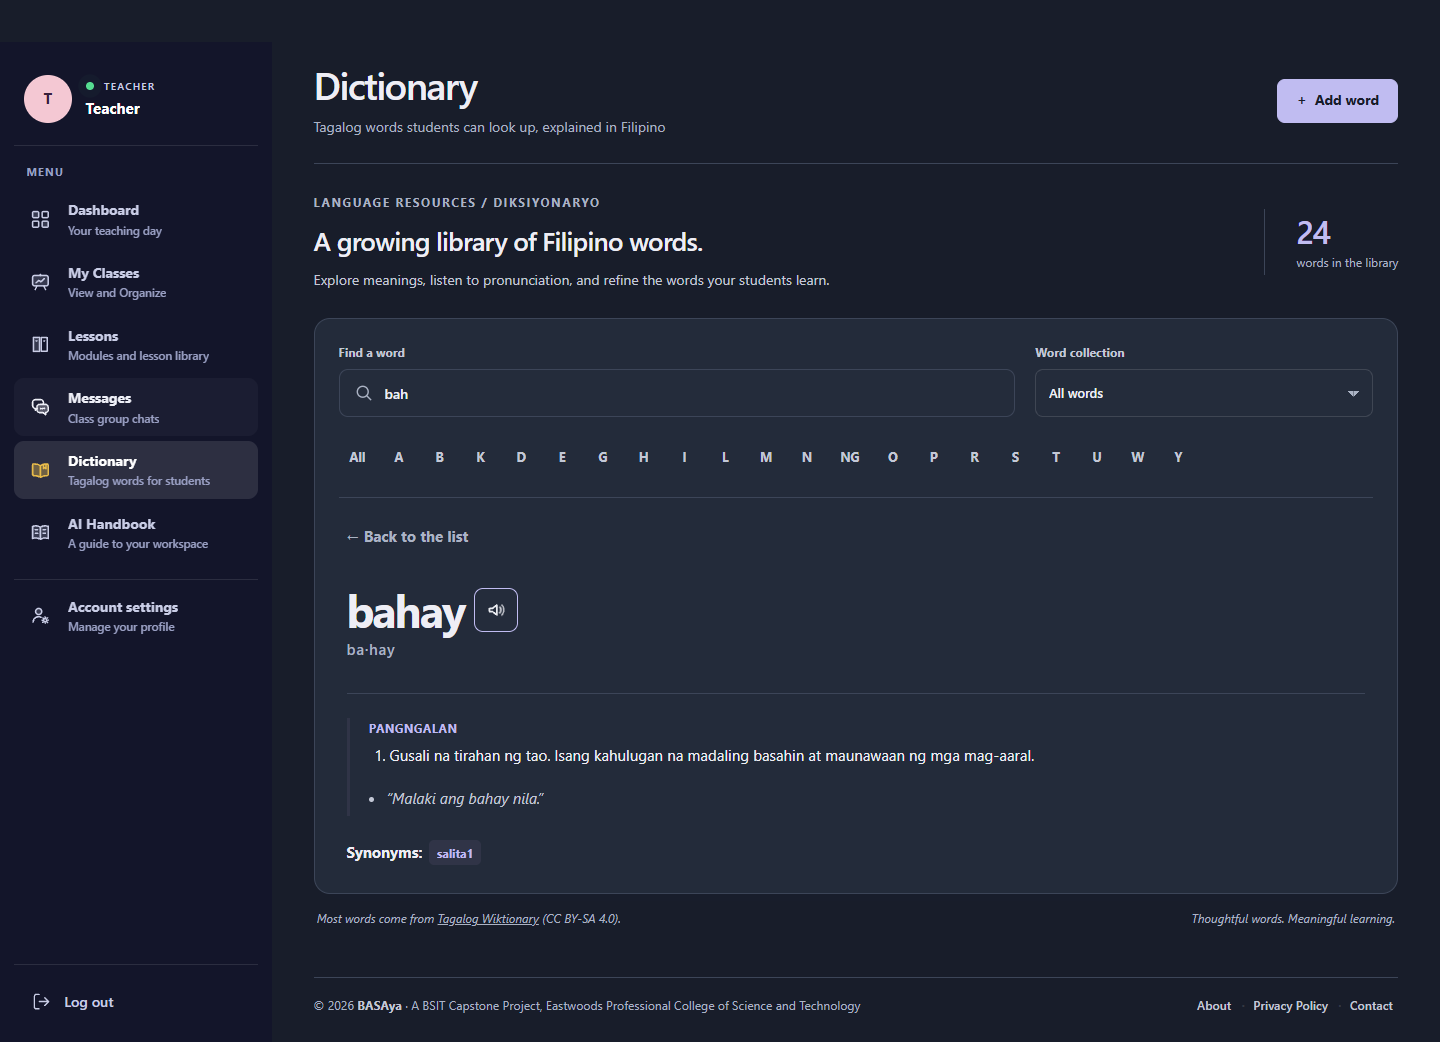 T
TEACHER
Teacher
MENU
Dashboard
Your teaching day
My Classes
View and Organize
Lessons
Modules and lesson library
Messages
Class group chats
Dictionary
Tagalog words for students
AI Handbook
A guide to your workspace
Account settings
Manage your profile
Log out
Dictionary
Tagalog words students can look up, explained in Filipino
+ Add word
LANGUAGE RESOURCES / DIKSIYONARYO
A growing library of Filipino words.
Explore meanings, listen to pronunciation, and refine the words your students learn.
24
words in the library
Find a word
bah
Word collection
All words
All A B K D E G H I L M N NG O P R S T U W Y
← Back to the list
bahay
ba·hay
PANGNGALAN
1. Gusali na tirahan ng tao. Isang kahulugan na madaling basahin at maunawaan ng mga mag-aaral.
• “Malaki ang bahay nila.”
Synonyms: salita1
Most words come from Tagalog Wiktionary (CC BY-SA 4.0).
Thoughtful words. Meaningful learning.
© 2026 BASAya · A BSIT Capstone Project, Eastwoods Professional College of Science and Technology
About · Privacy Policy · Contact